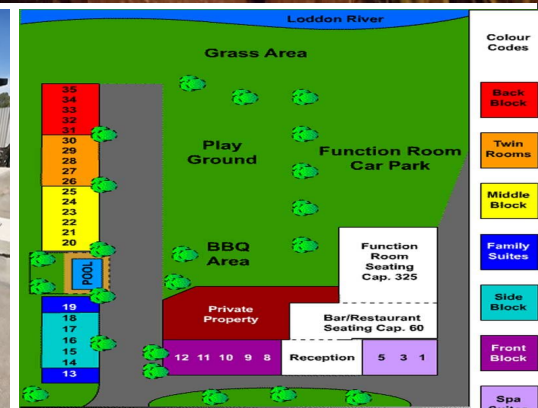 Loddon River
Grass Area
Play
Ground
Function Room
Car Park
BBQ
Area
35
34
33
32
31
30
29
28
27
26
25
24
23
22
21
20
POOL
19
18
17
16
15
14
13
Function
Room
Seating
Cap. 325
Private
Property
Bar/Restaurant
Seating Cap. 60
12 11 10 9 8
Reception
5 3 1
Colour
Codes
Back
Block
Twin
Rooms
Middle
Block
Family
Suites
Side
Block
Front
Block
Spa
Suites